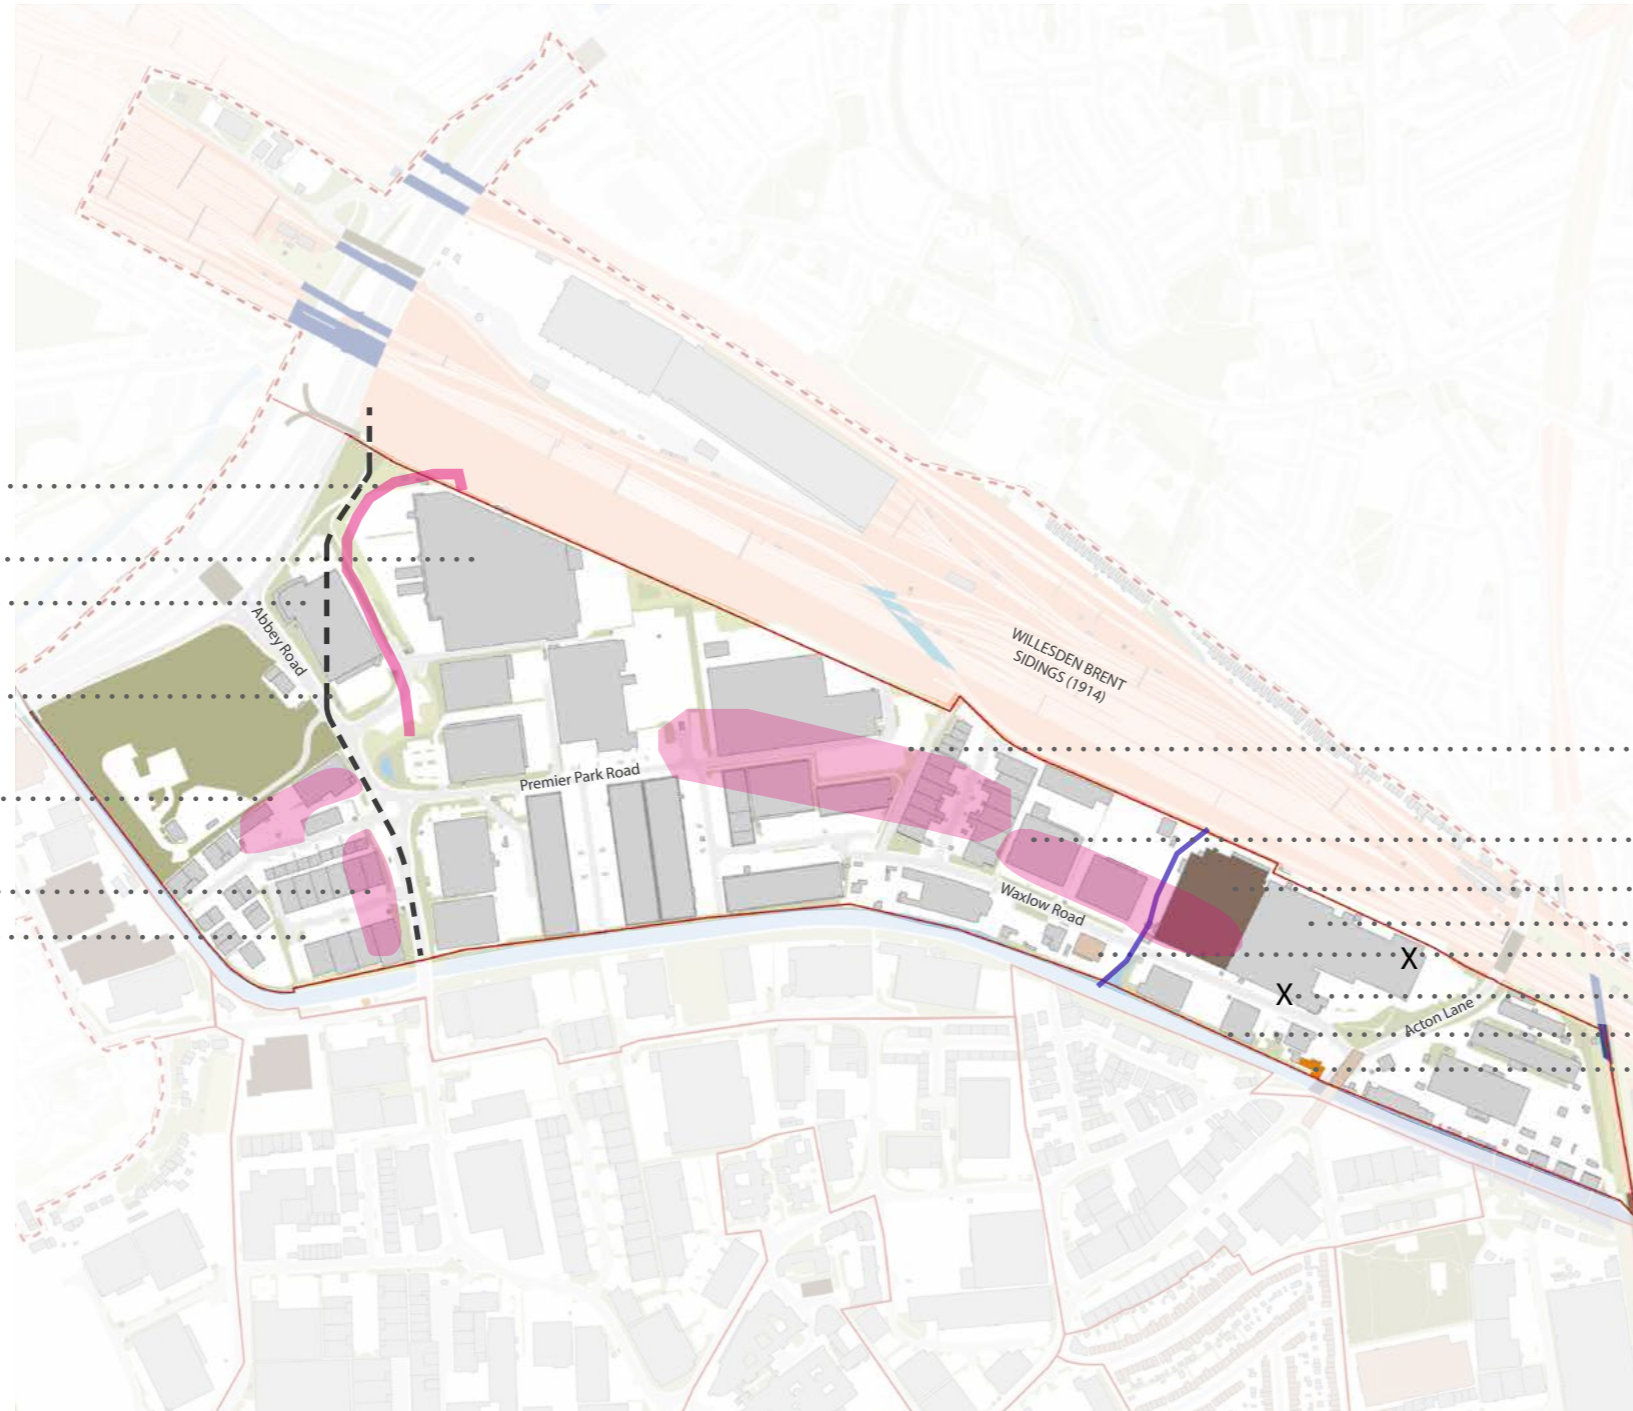 WILLESDEN BRENT
SIDINGS (1914)
Abbey Road
Premier Park Road
Waxlow Road
X
X
Acton Lane